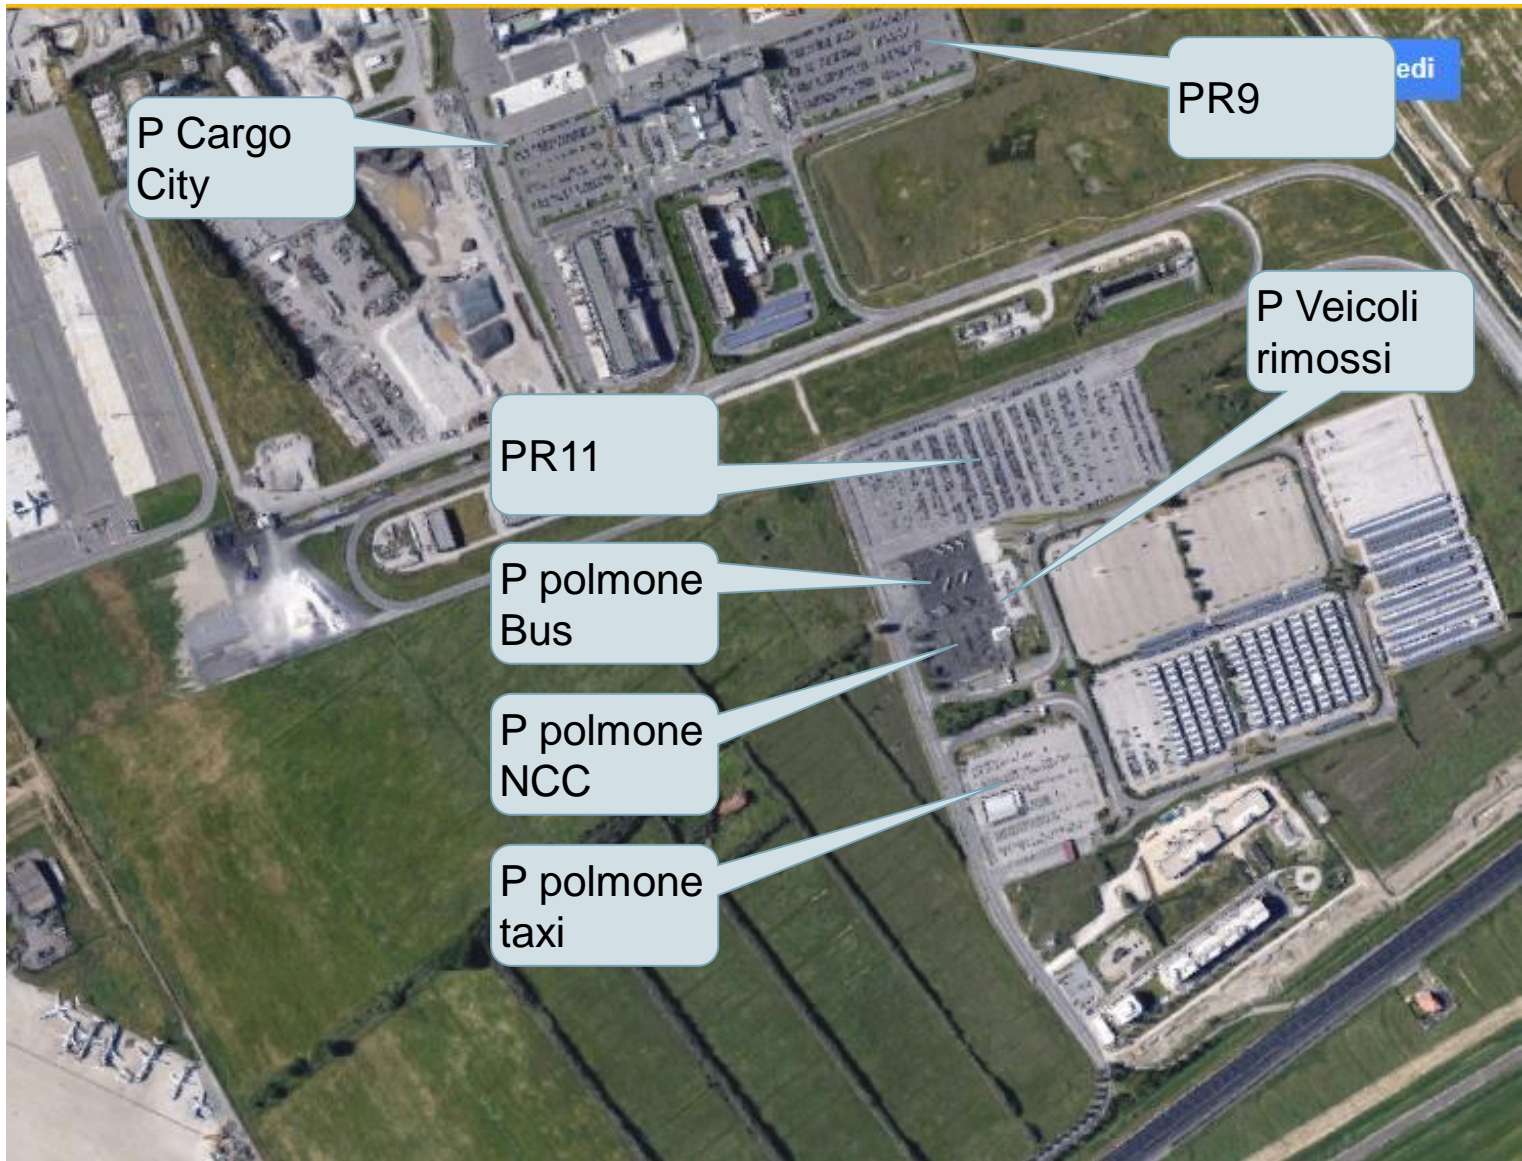 PR9
edi
P Cargo
City
P Veicoli
rimossi
PR11
P polmone
Bus
P polmone
NCC
P polmone
taxi